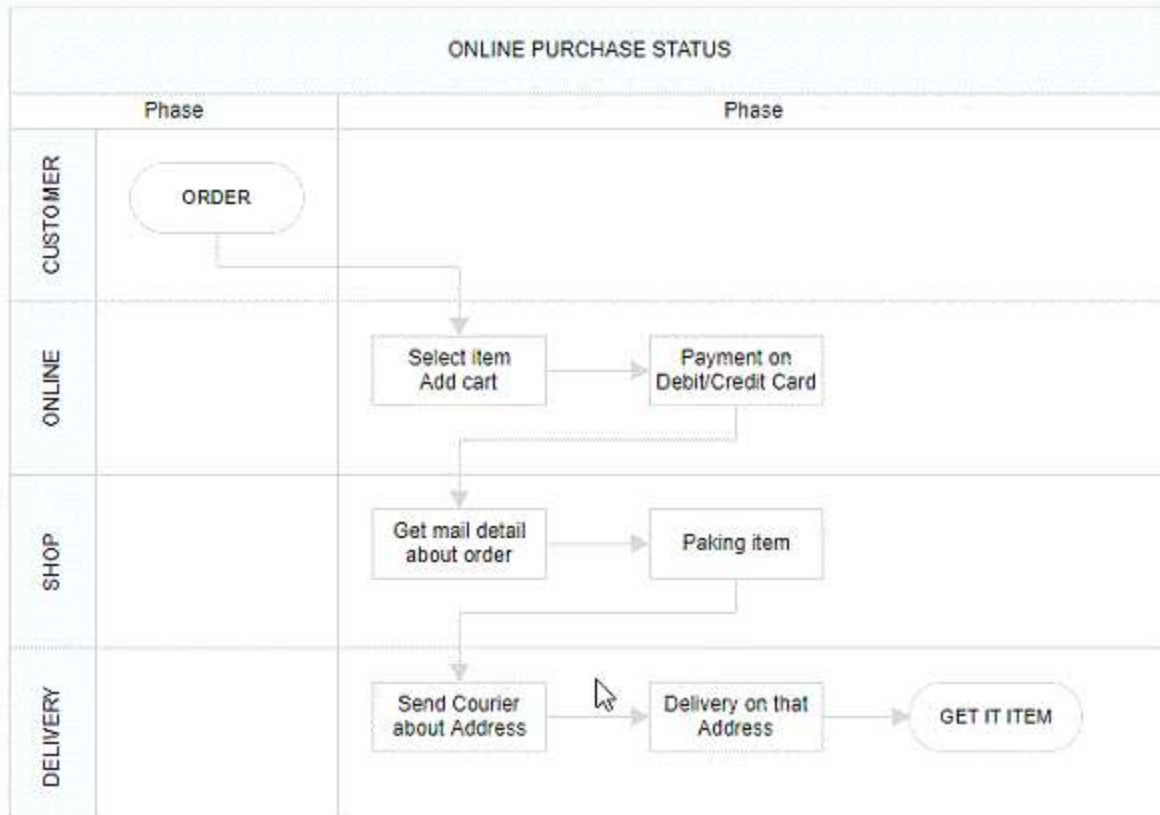 ONLINE PURCHASE STATUS
Phase
Phase
CUSTOMER
ORDER
ONLINE
Select item
Add cart
Payment on
Debit/Credit Card
SHOP
Get mail detail
about order
Paking item
DELIVERY
Send Courier
about Address
Delivery on that
Address
GET IT ITEM